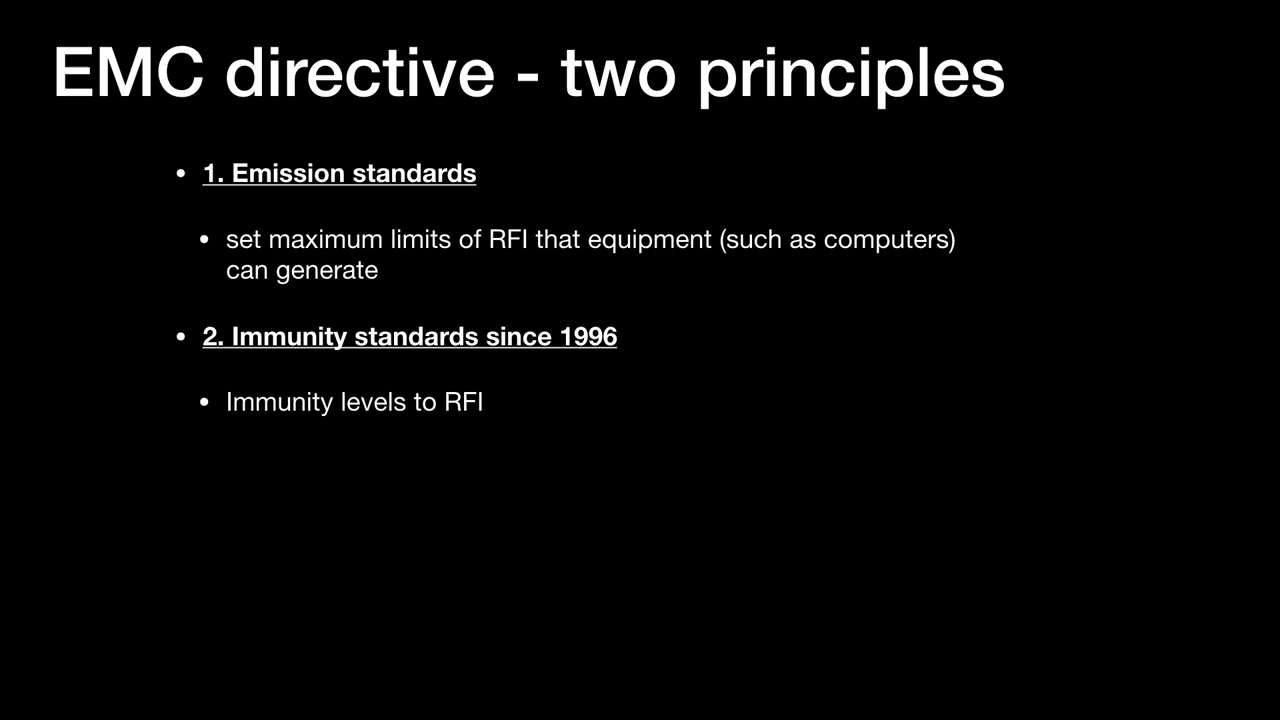 EMC directive - two principles
• 1. Emission standards
• set maximum limits of RFI that equipment (such as computers)
can generate
• 2. Immunity standards since 1996
• Immunity levels to RFI